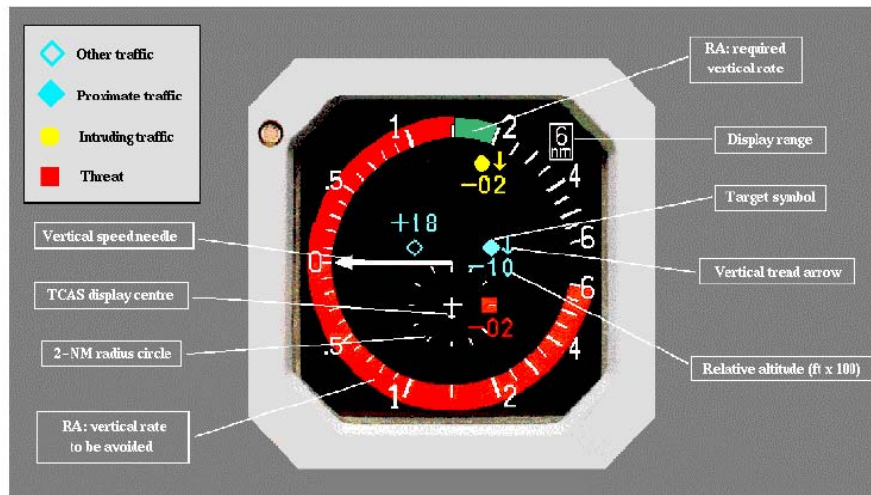 Other traffic
Proximate traffic
Intruding traffic
Threat
RA: required
vertical rate
Display range
Target symbol
Vertical trend arrow
Relative altitude (ft x 100)
Vertical speed needle
TCAS display centre
2-NM radius circle
RA: vertical rate
to be avoided
1
2
6
nm
.5
4
-02
+18
6
0
-10
6
-02
.5
4
1
2